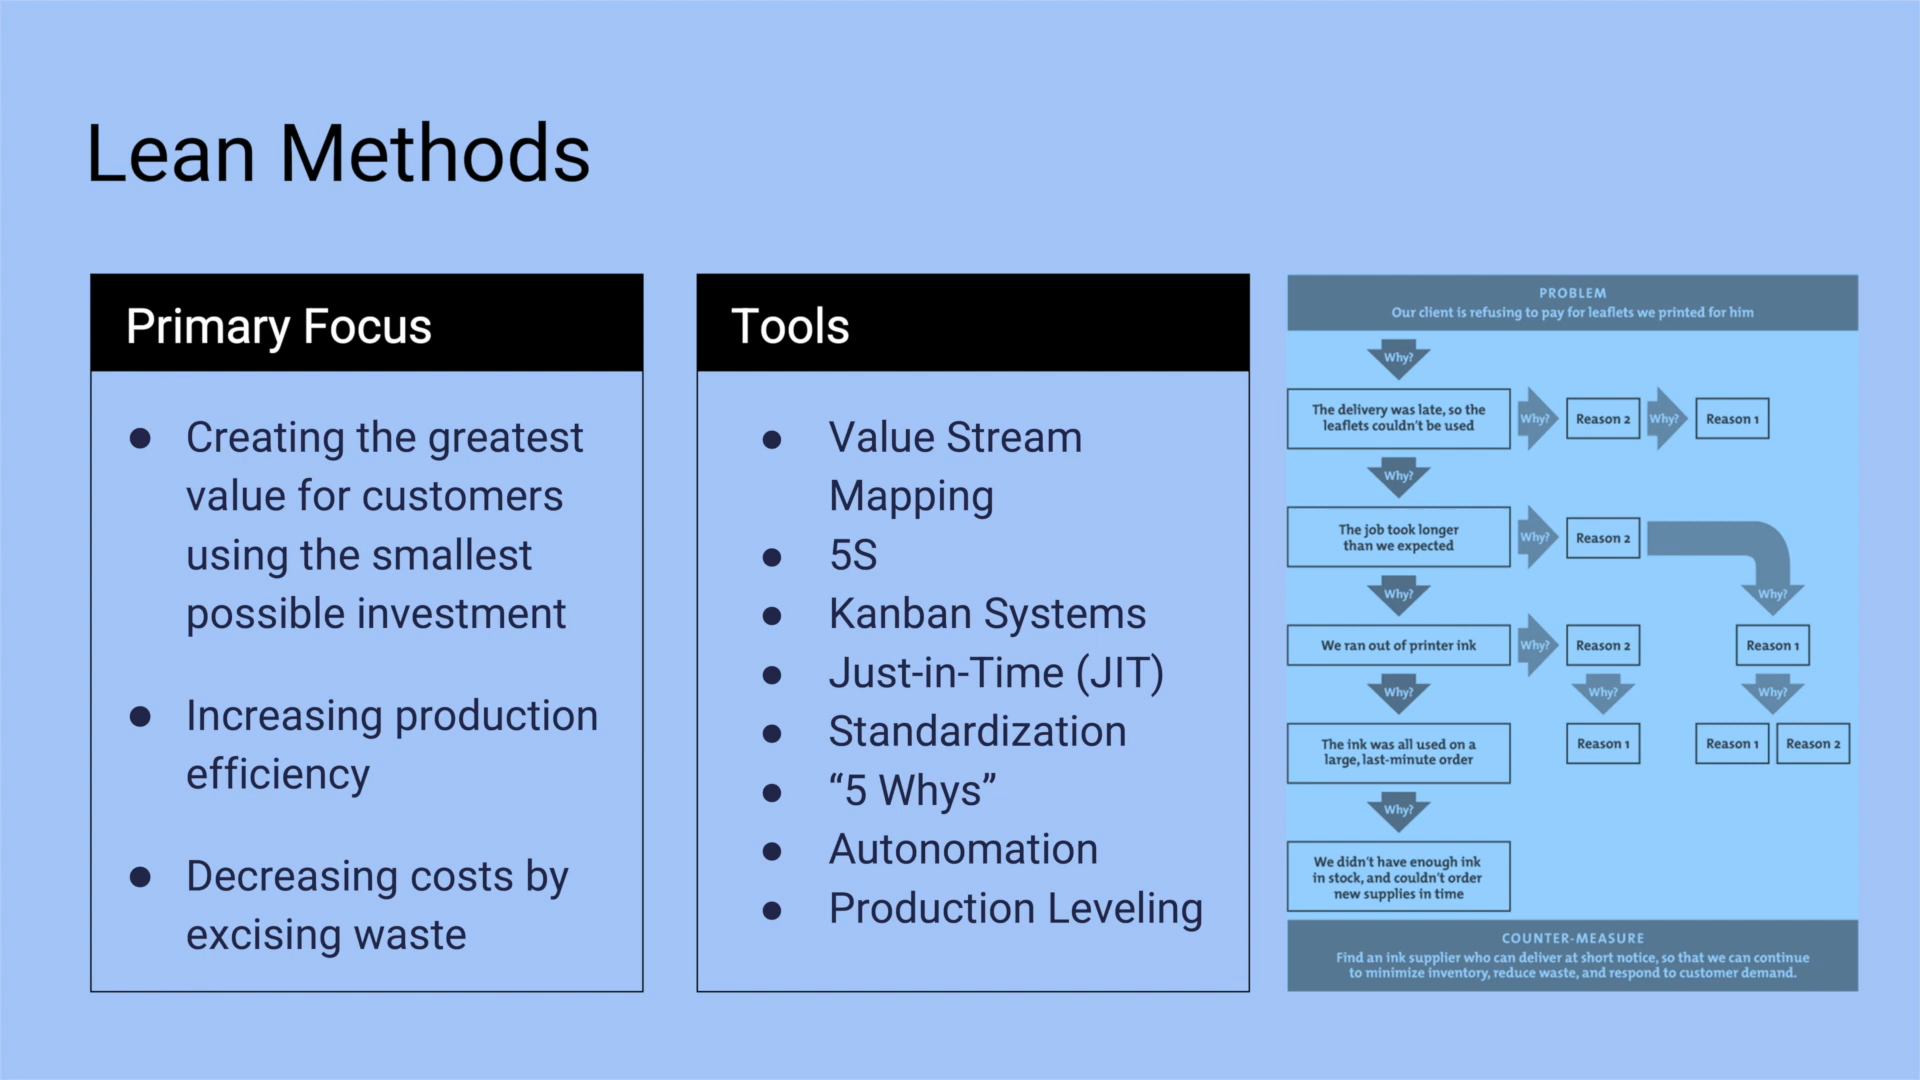 Lean Methods
Primary Focus
● Creating the greatest
value for customers
using the smallest
possible investment
● Increasing production
efficiency
● Decreasing costs by
excising waste
Tools
● Value Stream
Mapping
● 5S
● Kanban Systems
● Just-in-Time (JIT)
● Standardization
● “5 Whys”
● Autonomation
● Production Leveling
PROBLEM
Our client is refusing to pay for leaflets we printed for him
Why?
The delivery was late, so the
leaflets couldn't be used
Why?
Reason 2
Why?
Reason 1
Why?
The job took longer
than we expected
Why?
Reason 2
Why?
Why?
We ran out of printer ink
Why?
Reason 2
Reason 1
Why?
Why?
Why?
The ink was all used on a
large, last-minute order
Reason 1
Reason 1
Reason 2
Why?
We didn't have enough ink
in stock, and couldn't order
new supplies in time
COUNTER-MEASURE
Find an ink supplier who can deliver at short notice, so that we can continue
to minimize inventory, reduce waste, and respond to customer demand.